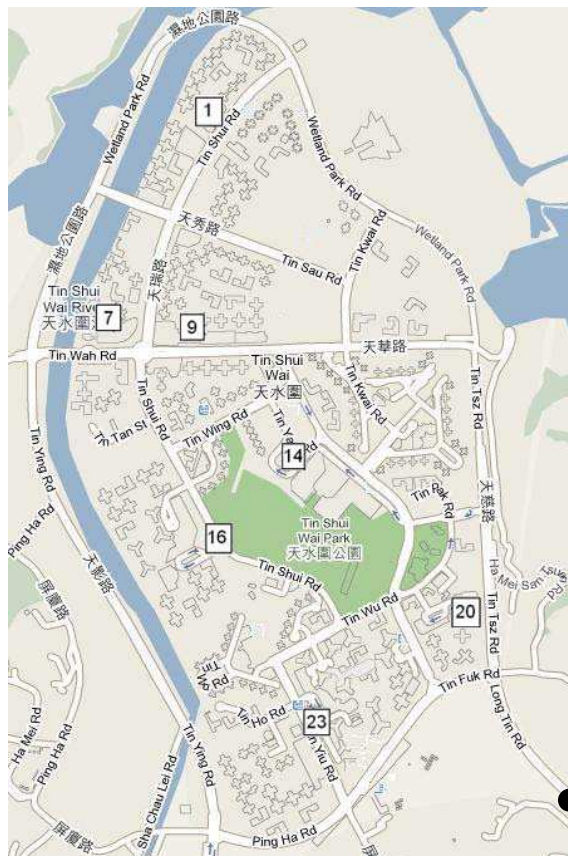 濕地公園路
Wetland Park Rd
1
Tin Shui Rd
Wetland Park Rd
天秀路
Tin Kwai Rd
濕地公園路
天瑞路
Tin Sau Rd
Wetland Park Rd
Tin Shui
Wai River
天水圍
7
9
天華路
Tin Wah Rd
Tin Shui
Wai
天水圍
Tin Shui Rd
Tin Kwai Rd
Tin Tsz Rd
Tin Tan St
Tin Wing Rd
Rd
14
Tin Ying Rd
天慈路
Rd
Ping Ha Rd
天影路
16
Tin Shui
Wai Park
天水圍公園
Ha Mei San Tsuen Rd
屏廈路
Tin Shui Rd
Tin Wu Rd
20
Tin Tsz Rd
Tin
Wo Rd
Tin Fuk Rd
Long Tin Rd
Ha Mei Rd
Tin Ho Rd
23
Ping Ha Rd
Tin Ying Rd
Tin Yiu Rd
Sha Chau Lei Rd
屏廈路
Ping Ha Rd
屏